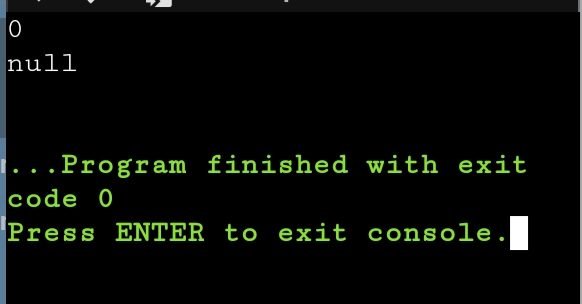 0
null
...Program finished with exit
code 0
Press ENTER to exit console.